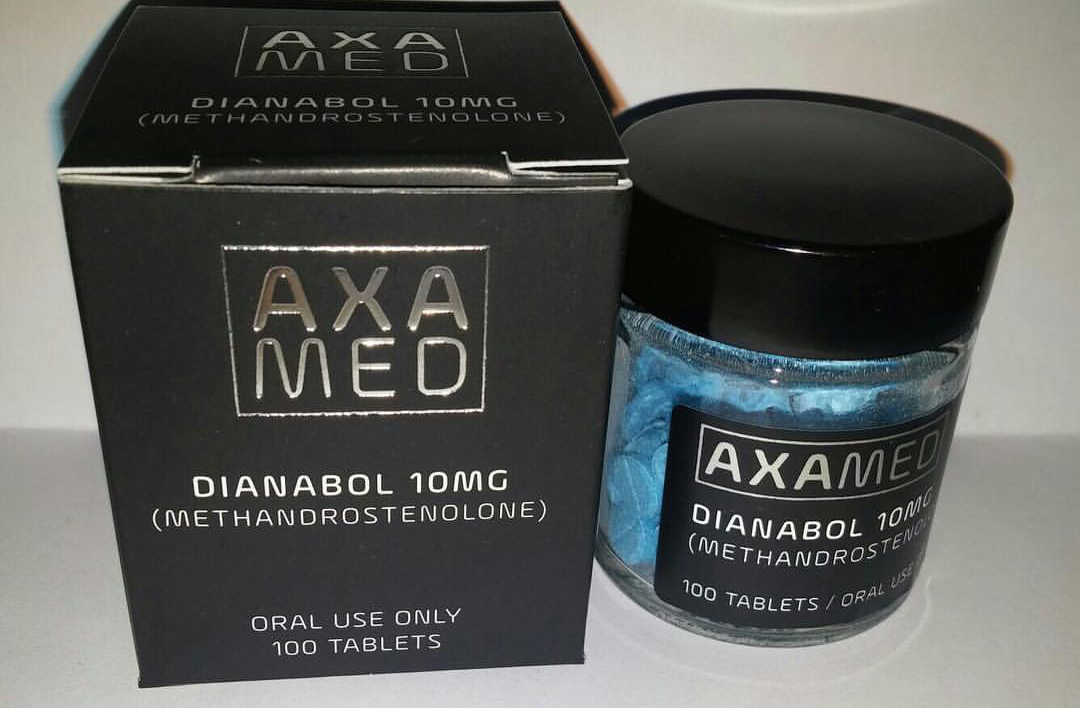 AXA
MED
DIANABOL 10MG
(METHANDROSTENOLONE)
AXA
MED
DIANABOL 10MG
(METHANDROSTENOLONE)
ORAL USE ONLY
100 TABLETS
AXAMED
DIANABOL 10MG
100 TABLETS / ORAL USE